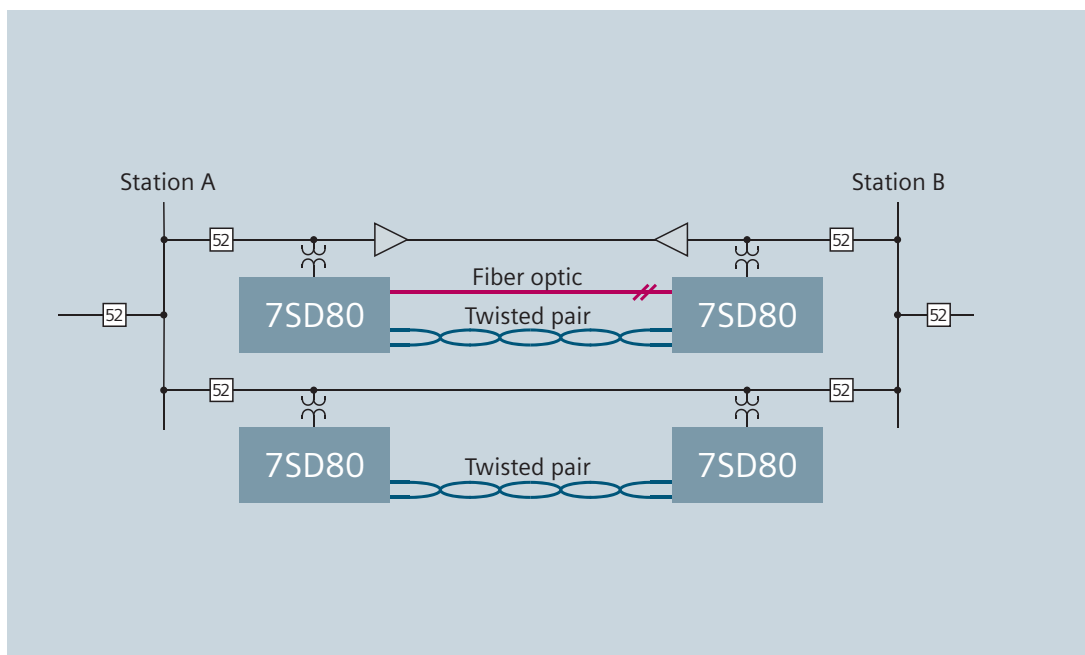 Station A
Station B
52
52
Fiber optic
7SD80
7SD80
52
Twisted pair
52
52
52
7SD80
Twisted pair
7SD80